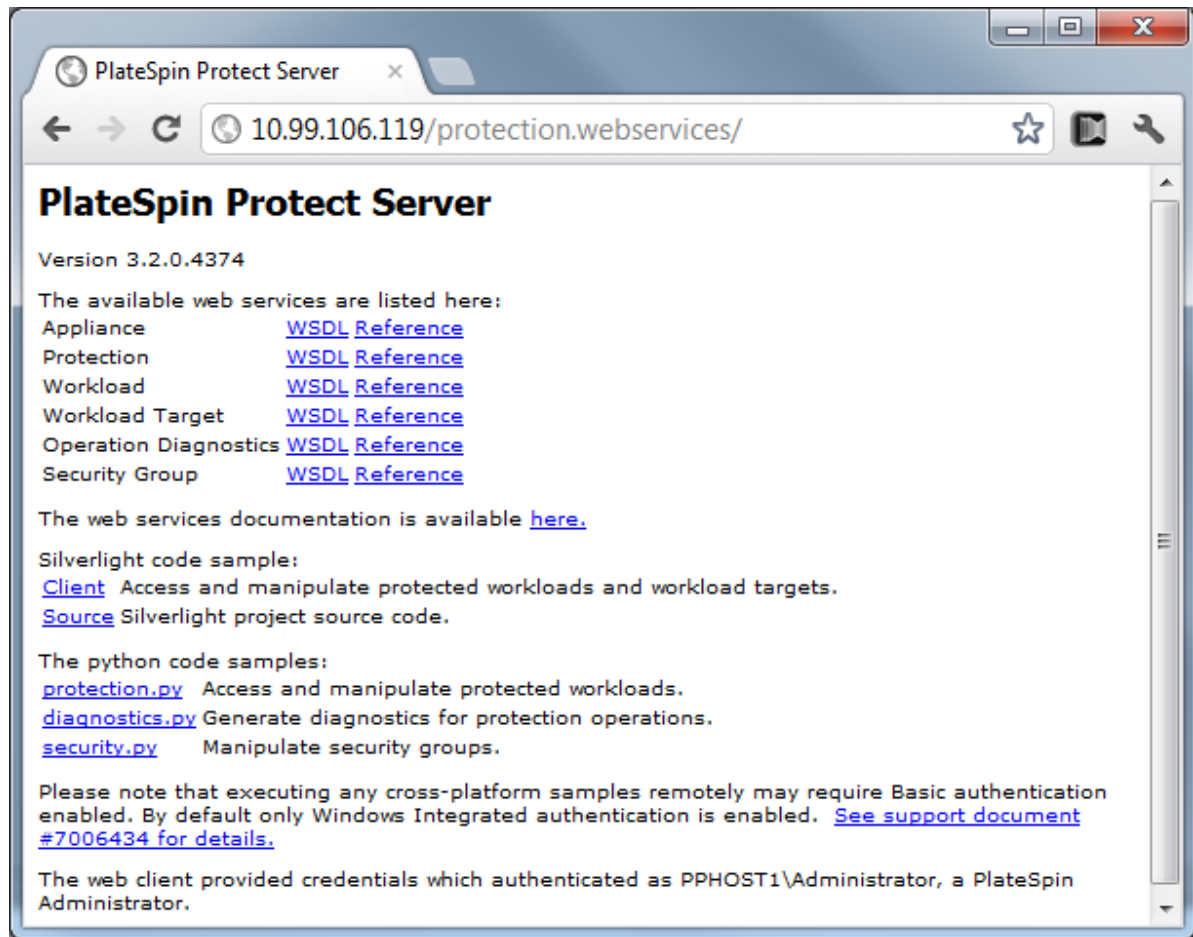 PlateSpin Protect Server
10.99.106.119/protection.webservices/
PlateSpin Protect Server
Version 3.2.0.4374
The available web services are listed here:
Appliance WSDL Reference
Protection WSDL Reference
Workload WSDL Reference
Workload Target WSDL Reference
Operation Diagnostics WSDL Reference
Security Group WSDL Reference
The web services documentation is available here.
Silverlight code sample:
Client Access and manipulate protected workloads and workload targets.
Source Silverlight project source code.
The python code samples:
protection.py Access and manipulate protected workloads.
diagnostics.py Generate diagnostics for protection operations.
security.py Manipulate security groups.
Please note that executing any cross-platform samples remotely may require Basic authentication
enabled. By default only Windows Integrated authentication is enabled. See support document
#7006434 for details.
The web client provided credentials which authenticated as PPHOST1\Administrator, a PlateSpin
Administrator.